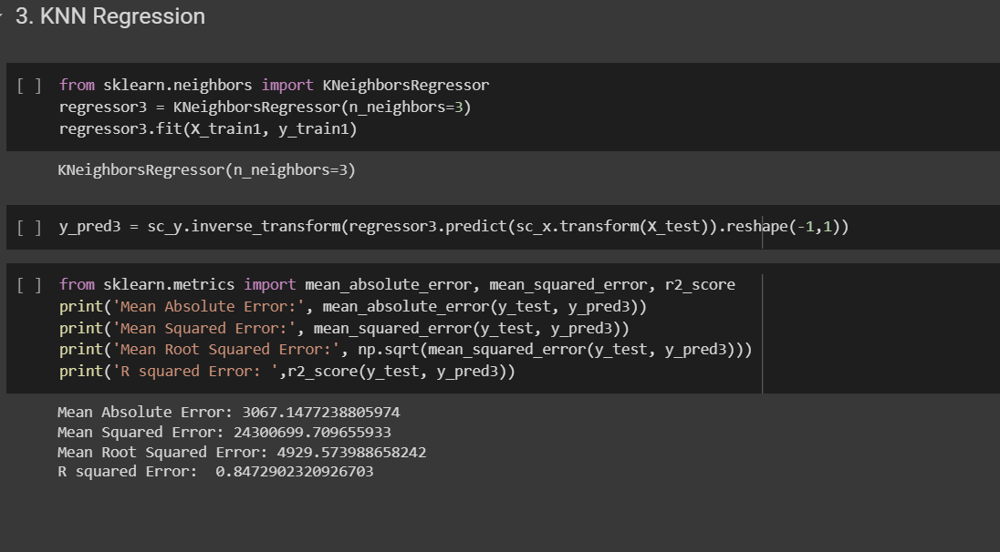 3. KNN Regression
[ ] from sklearn.neighbors import KNeighborsRegressor
regressor3 = KNeighborsRegressor(n_neighbors=3)
regressor3.fit(X_train1, y_train1)
KNeighborsRegressor(n_neighbors=3)
[ ] y_pred3 = sc_y.inverse_transform(regressor3.predict(sc_x.transform(X_test)).reshape(-1,1))
[ ] from sklearn.metrics import mean_absolute_error, mean_squared_error, r2_score
print('Mean Absolute Error:', mean_absolute_error(y_test, y_pred3))
print('Mean Squared Error:', mean_squared_error(y_test, y_pred3))
print('Mean Root Squared Error:', np.sqrt(mean_squared_error(y_test, y_pred3)))
print('R squared Error: ',r2_score(y_test, y_pred3))
Mean Absolute Error: 3067.1477238805974
Mean Squared Error: 24300699.709655933
Mean Root Squared Error: 4929.573988658242
R squared Error:  0.8472902320926703